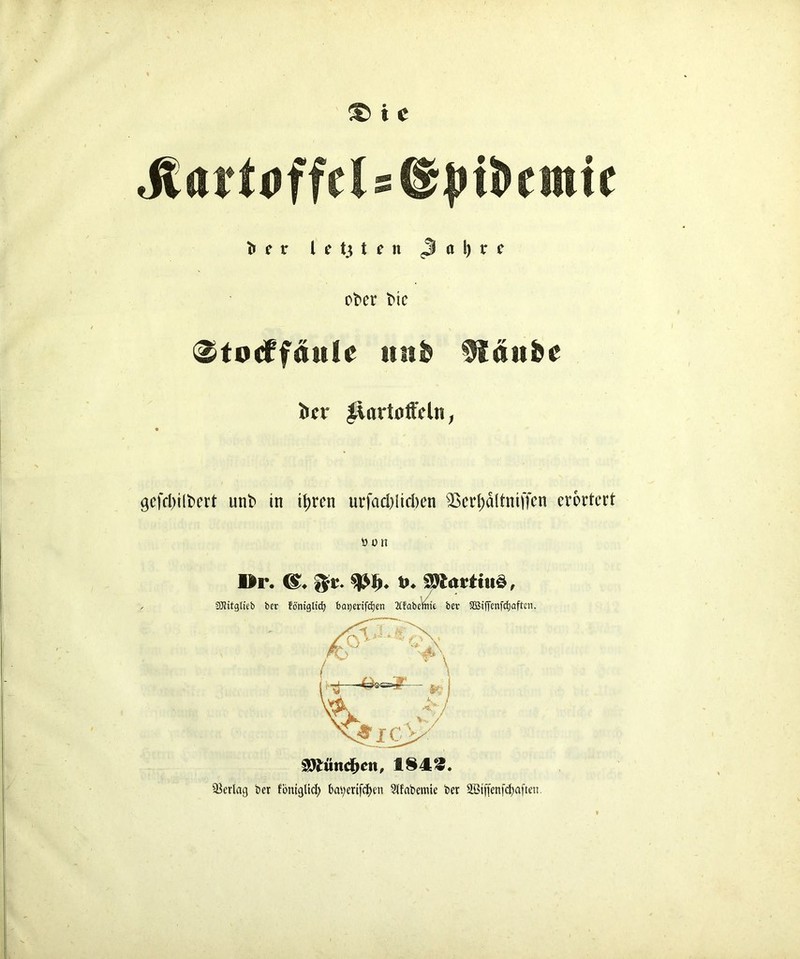 Die
Kartoffel=Epidemie
der letzten Jahre
oder die
Stockfäule und Räude
der Kartoffeln,
geschildert und in ihren ursachlichen Verhältnissen erörtert
von
Dr. C. Fr. Ph. v. Martius,
Mitglied der königlich bayerischen Akademie der Wissenschaften.
München, 1842.
Verlag der königlich bayerischen Akademie der Wissenschaften.